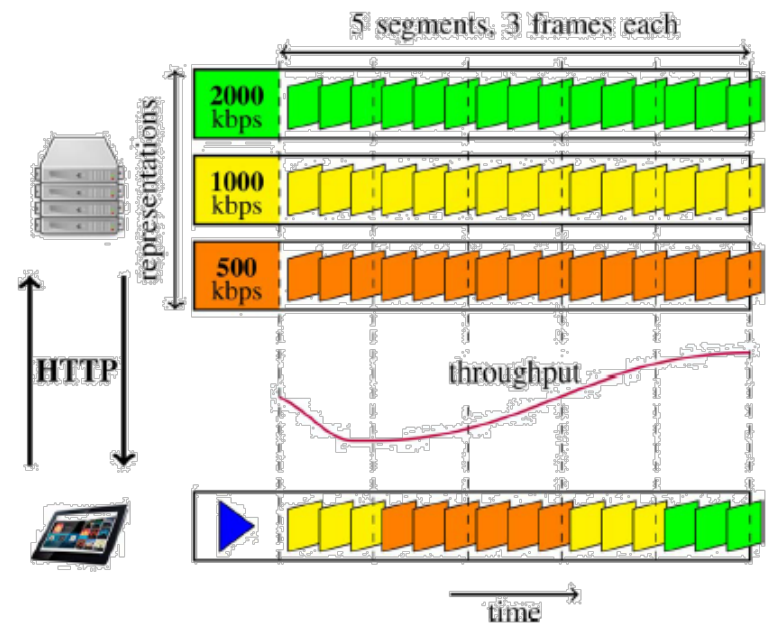 5 segments, 3 frames each
representations
2000
kbps
1000
kbps
500
kbps
HTTP
throughput
time